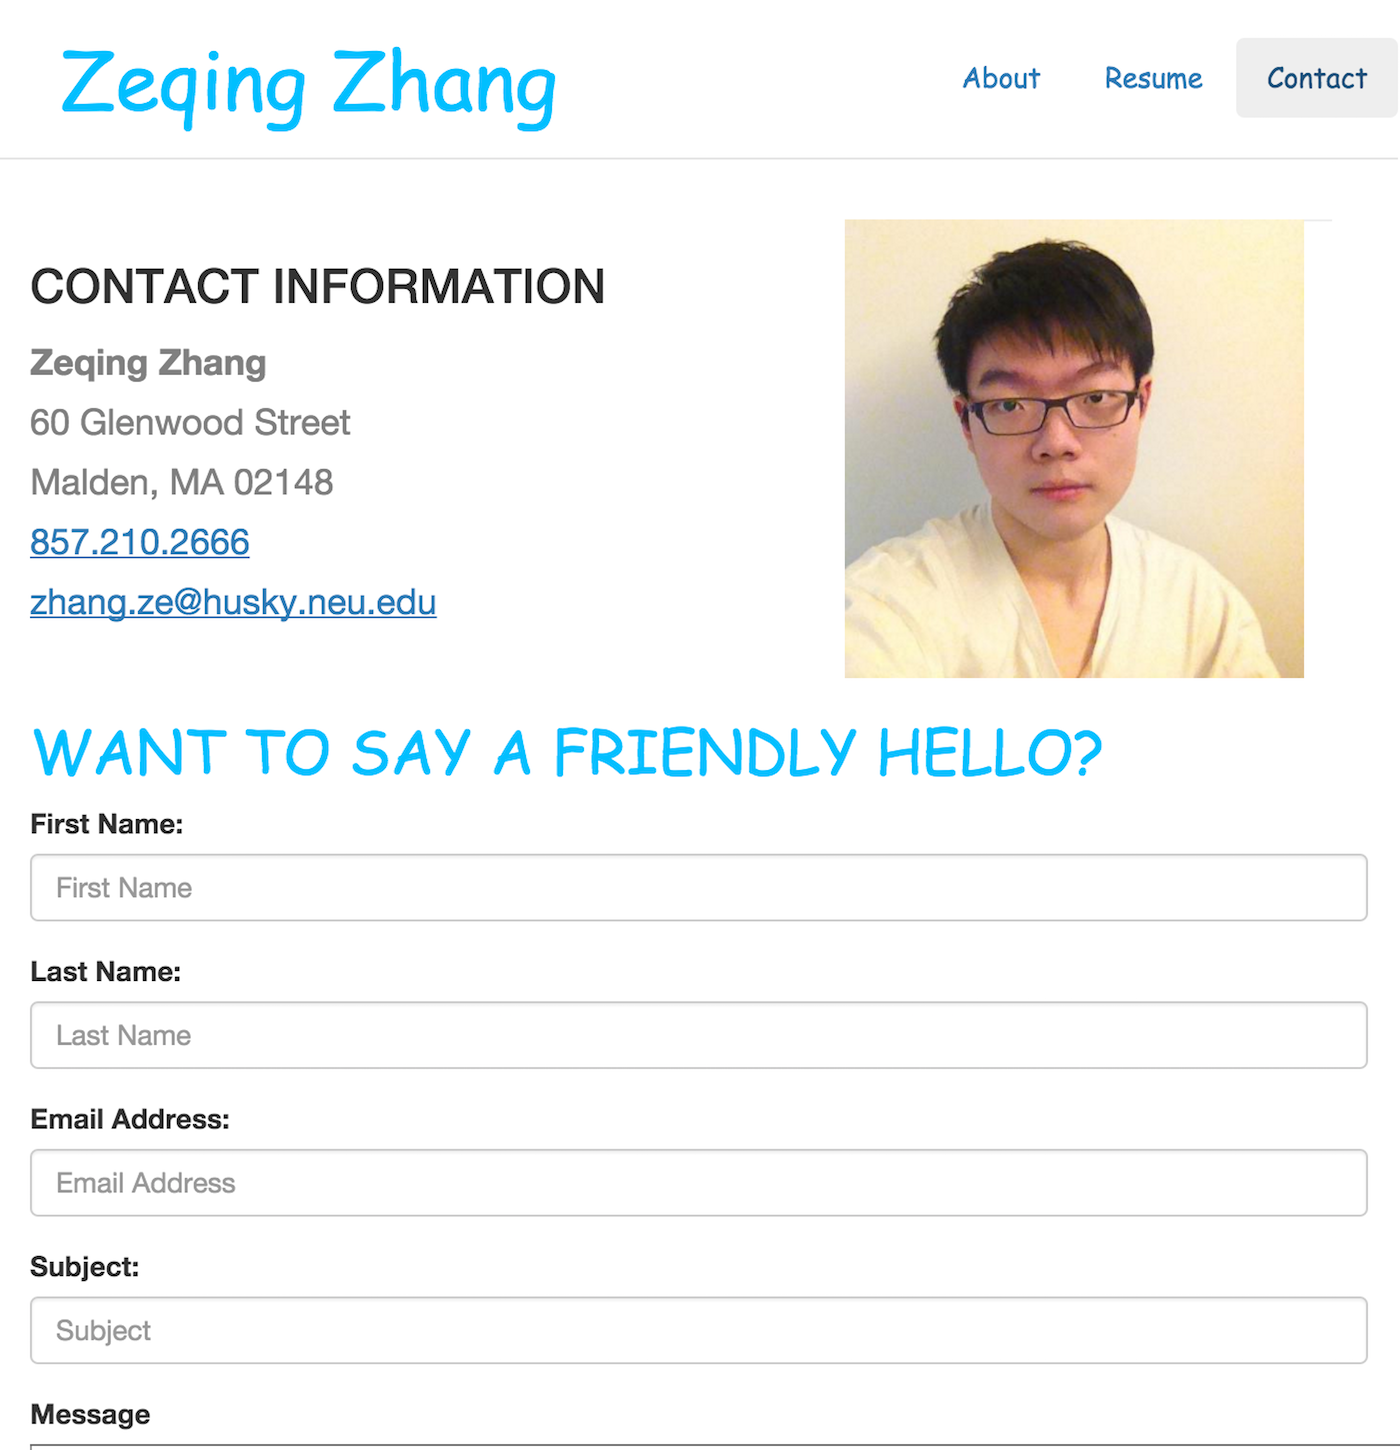 Zeqing Zhang
About Resume Contact
CONTACT INFORMATION
Zeqing Zhang
60 Glenwood Street
Malden, MA 02148
857.210.2666
zhang.ze@husky.neu.edu
WANT TO SAY A FRIENDLY HELLO?
First Name:
First Name
Last Name:
Last Name
Email Address:
Email Address
Subject:
Subject
Message